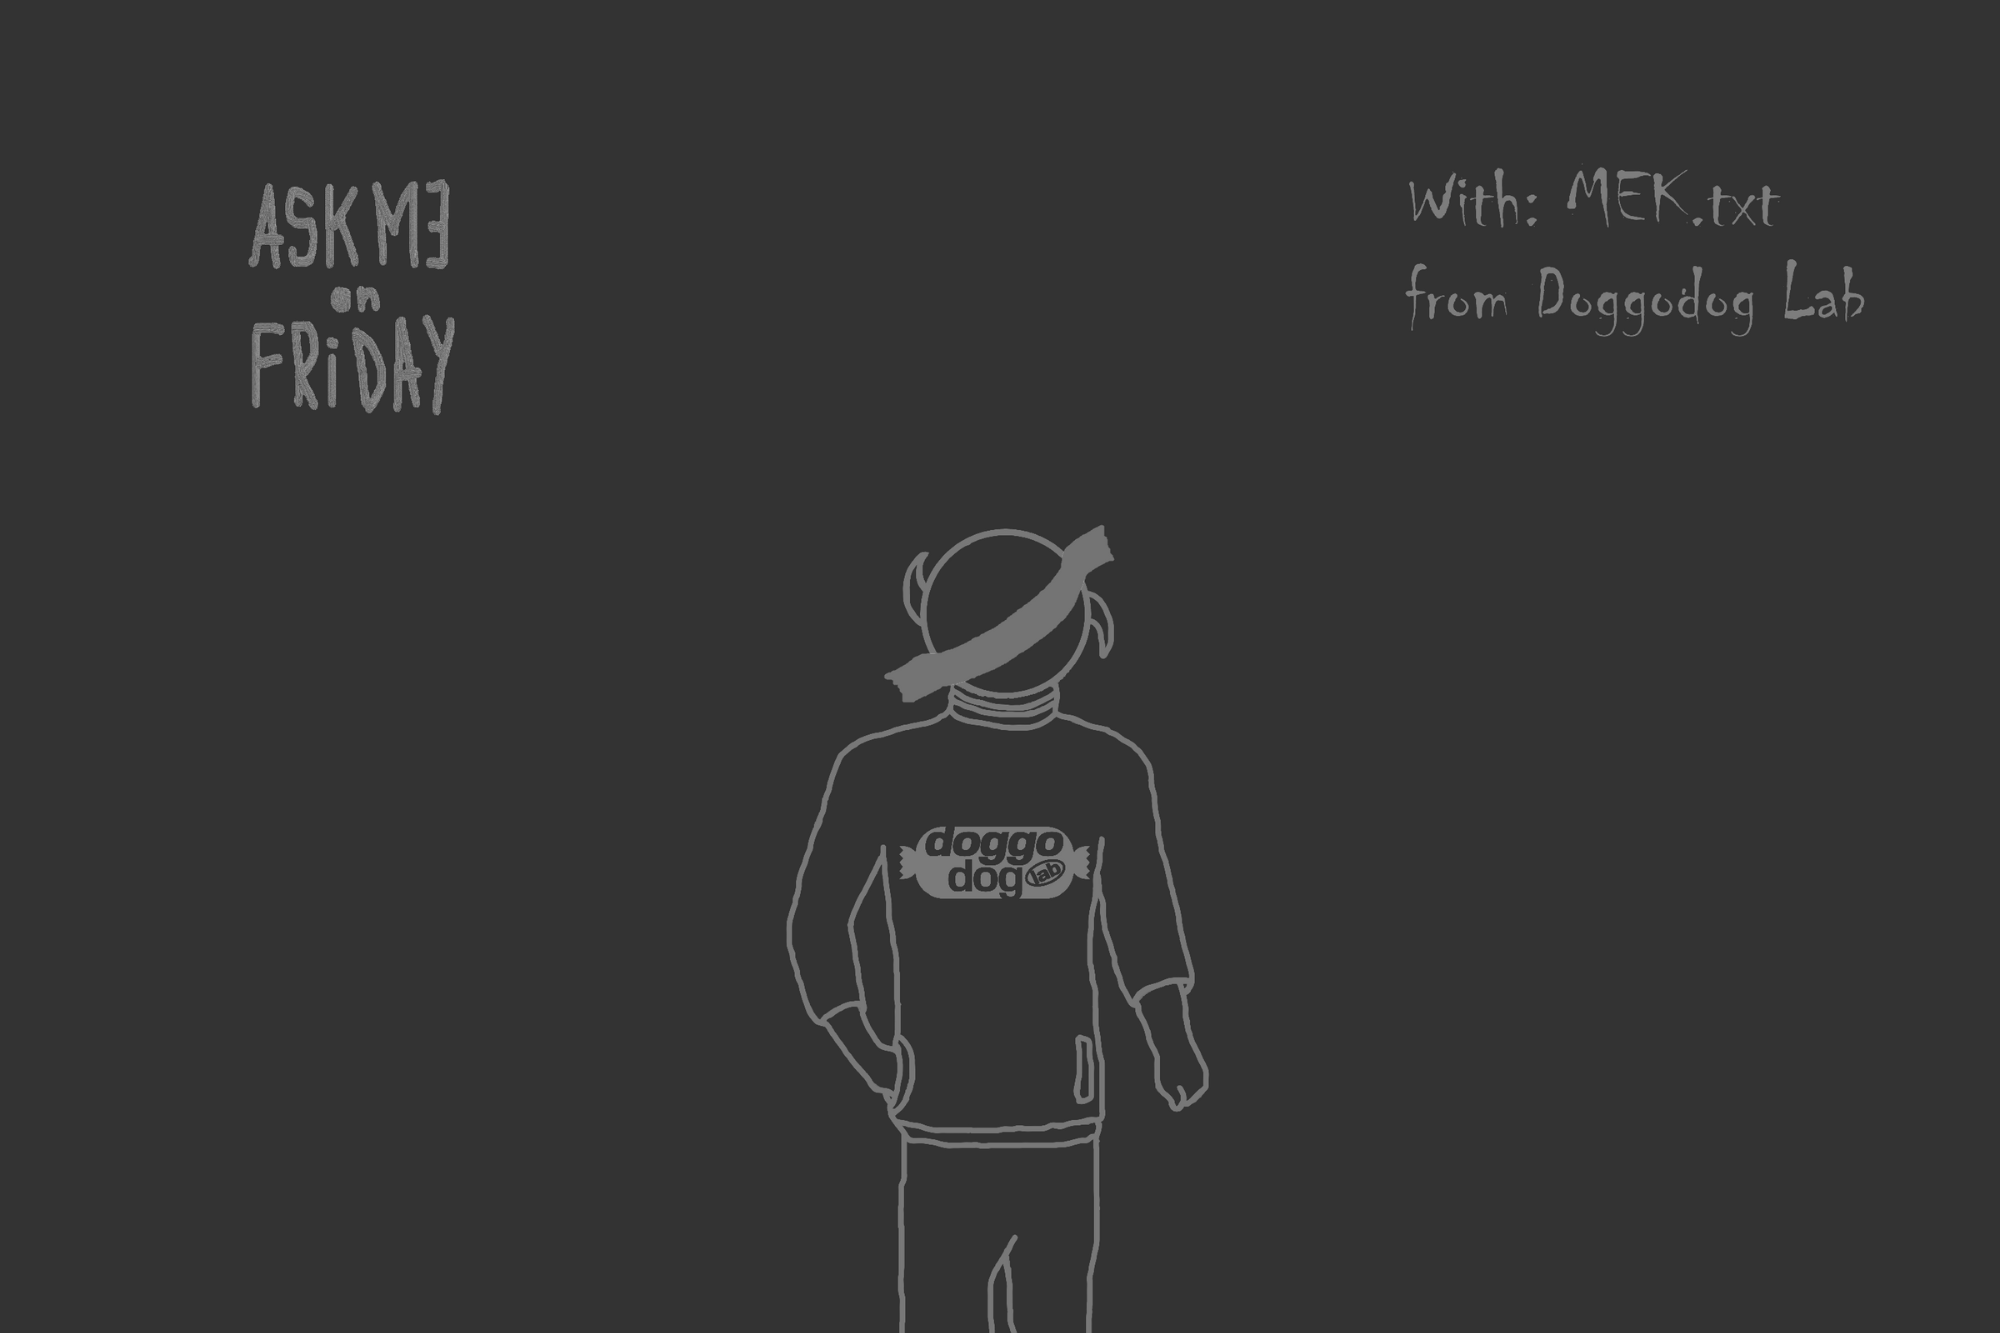 ASK ME
on
FRiDAY
With: MEK.txt
from Doggodog Lab
doggo
dog lab